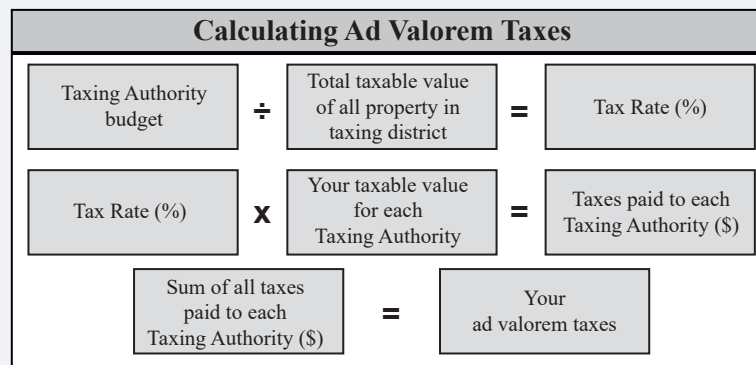 Calculating Ad Valorem Taxes
Taxing Authority
budget
÷
Total taxable value
of all property in
taxing district
=
Tax Rate (%)
Tax Rate (%)
x
Your taxable value
for each
Taxing Authority
=
Taxes paid to each
Taxing Authority ($)
Sum of all taxes
paid to each
Taxing Authority ($)
=
Your
ad valorem taxes